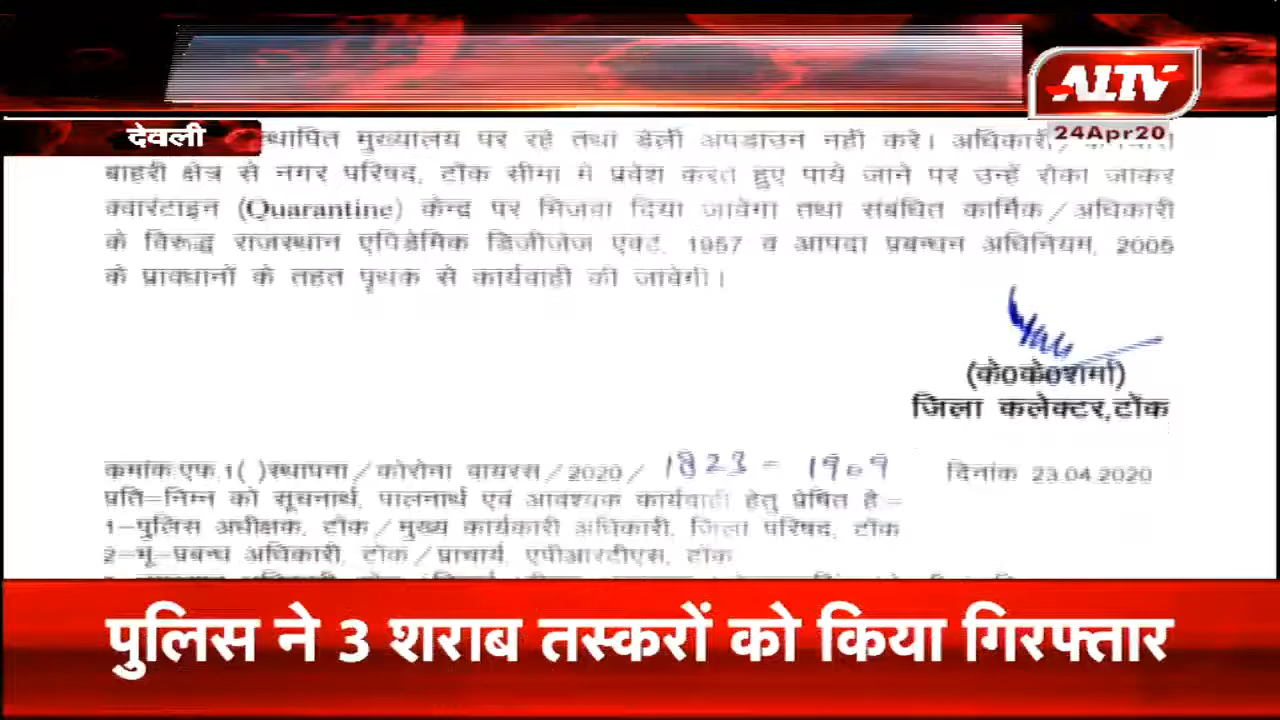 ALTV
24Apr20
देवली
स्थापित मुख्यालय पर रहे तथा डेली अपडाउन नही करे। अधिकारी/
बाहरी क्षेत्र से नगर परिषद, टोंक सीमा मे प्रवेश करते हुए पाये जाने पर उन्हें रोका जाकर
क्वारंटाइन (Quarantine) केन्द्र पर भिजवा दिया जावेगा तथा संबंधित कार्मिक/अधिकारी
के विरूद्ध राजस्थान एपिडेमिक डिजीजेज एक्ट, 1957 व आपदा प्रबन्धन अधिनियम, 2005
के प्रावधानों के तहत पृथक से कार्यवाही की जावेगी।
(के0के0शर्मा)
जिला कलेक्टर,टोंक
कमांक:एफ.1( )स्थापना/कोरोना वायरस/2020/ 1823 - 1909 दिनांक 23.04.2020
प्रति-निम्न को सूचनार्थ, पालनार्थ एवं आवश्यक कार्यवाही हेतु प्रेषित है:-
1-पुलिस अधीक्षक, टोंक/मुख्य कार्यकारी अधिकारी, जिला परिषद, टोंक
2-भू-प्रबन्ध अधिकारी, टोंक/प्राचार्य, एपीआरटीएस, टोंक
पुलिस ने 3 शराब तस्करों को किया गिरफ्तार